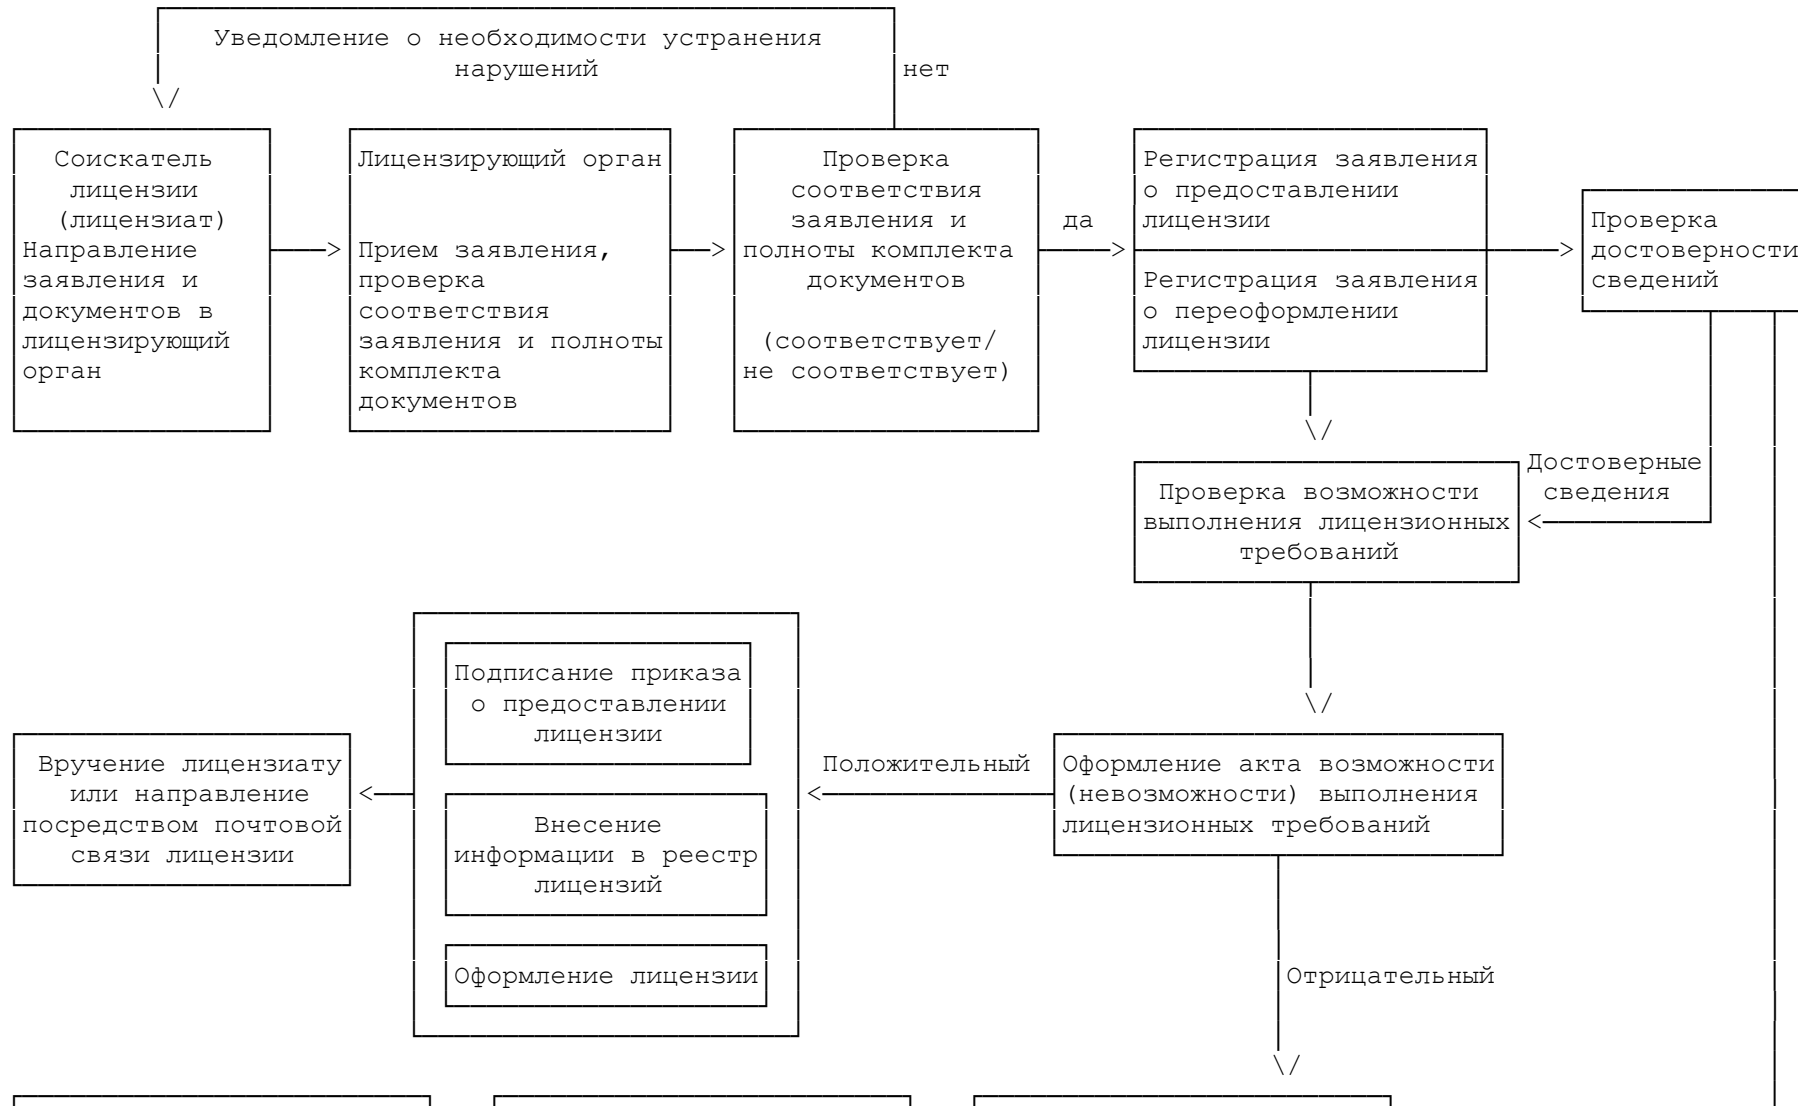 Уведомление о необходимости устранения
нарушений
нет
Соискатель
лицензии
(лицензиат)
Направление
заявления и
документов в
лицензирующий
орган
Лицензирующий орган
Прием заявления,
проверка
соответствия
заявления и полноты
комплекта
документов
Проверка
соответствия
заявления и
полноты комплекта
документов
(соответствует/
не соответствует)
да
Регистрация заявления
о предоставлении
лицензии
Регистрация заявления
о переоформлении
лицензии
Проверка
достоверности
сведений
Достоверные
сведения
Проверка возможности
выполнения лицензионных
требований
Оформление акта возможности
(невозможности) выполнения
лицензионных требований
Положительный
Подписание приказа
о предоставлении
лицензии
Внесение
информации в реестр
лицензий
Оформление лицензии
Вручение лицензиату
или направление
посредством почтовой
связи лицензии
Отрицательный